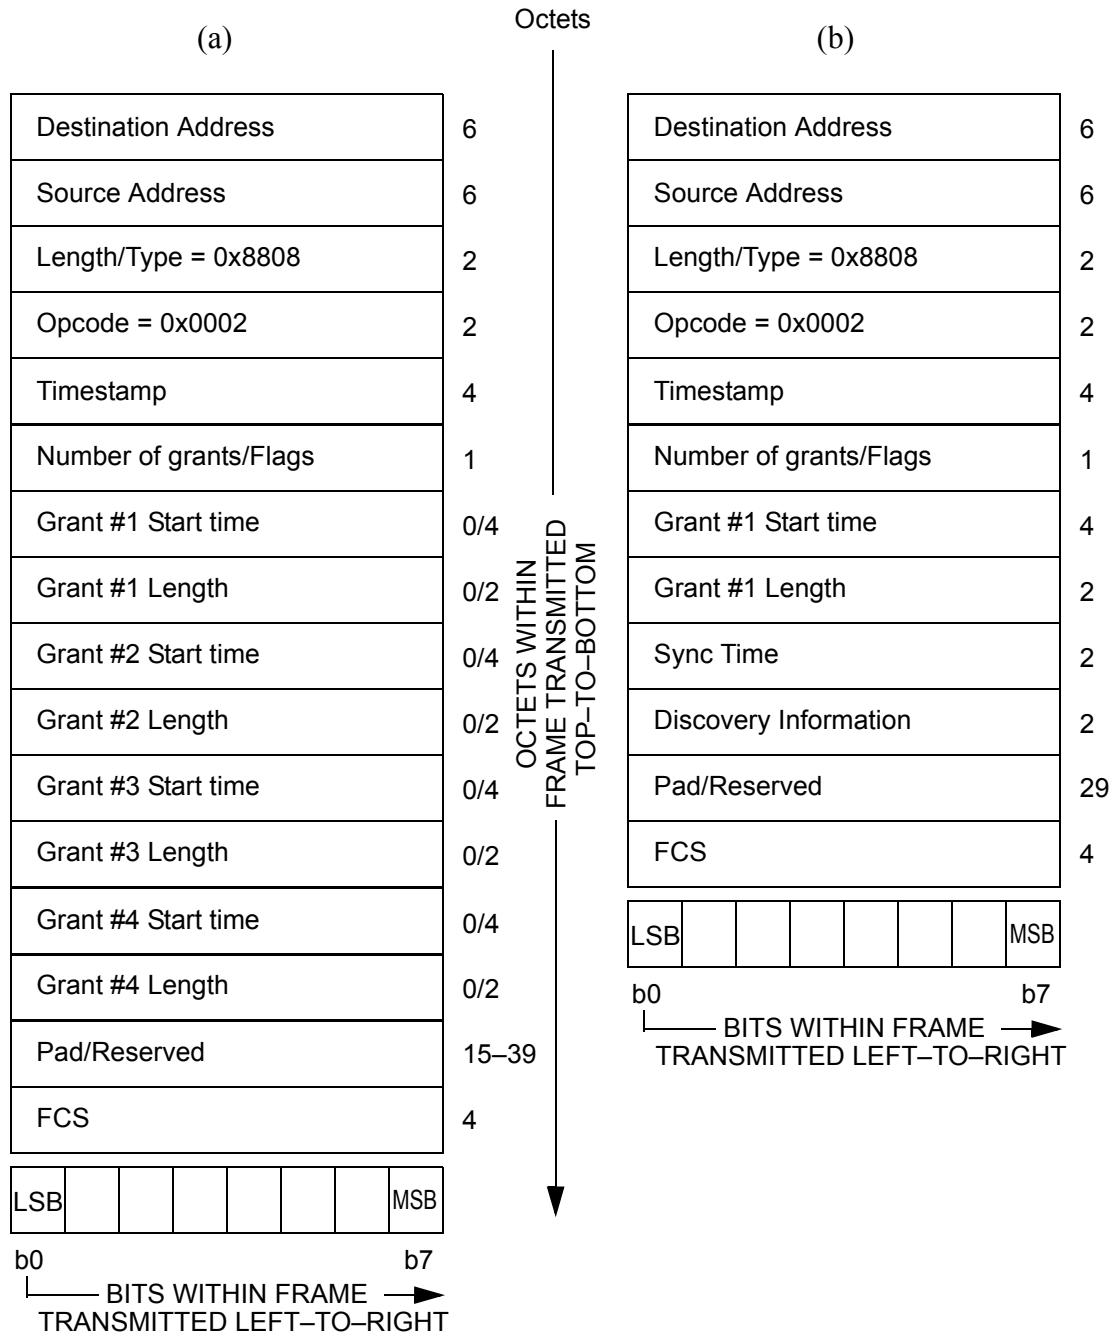 Octets
(a)
Destination Address 6
Source Address 6
Length/Type = 0x8808 2
Opcode = 0x0002 2
Timestamp 4
Number of grants/Flags 1
Grant #1 Start time 0/4
Grant #1 Length 0/2
Grant #2 Start time 0/4
Grant #2 Length 0/2
Grant #3 Start time 0/4
Grant #3 Length 0/2
Grant #4 Start time 0/4
Grant #4 Length 0/2
Pad/Reserved 15–39
FCS 4
LSB MSB
b0 b7
BITS WITHIN FRAME
TRANSMITTED LEFT–TO–RIGHT
OCTETS WITHIN
FRAME TRANSMITTED
TOP–TO–BOTTOM
(b)
Destination Address 6
Source Address 6
Length/Type = 0x8808 2
Opcode = 0x0002 2
Timestamp 4
Number of grants/Flags 1
Grant #1 Start time 4
Grant #1 Length 2
Sync Time 2
Discovery Information 2
Pad/Reserved 29
FCS 4
LSB MSB
b0 b7
BITS WITHIN FRAME
TRANSMITTED LEFT–TO–RIGHT